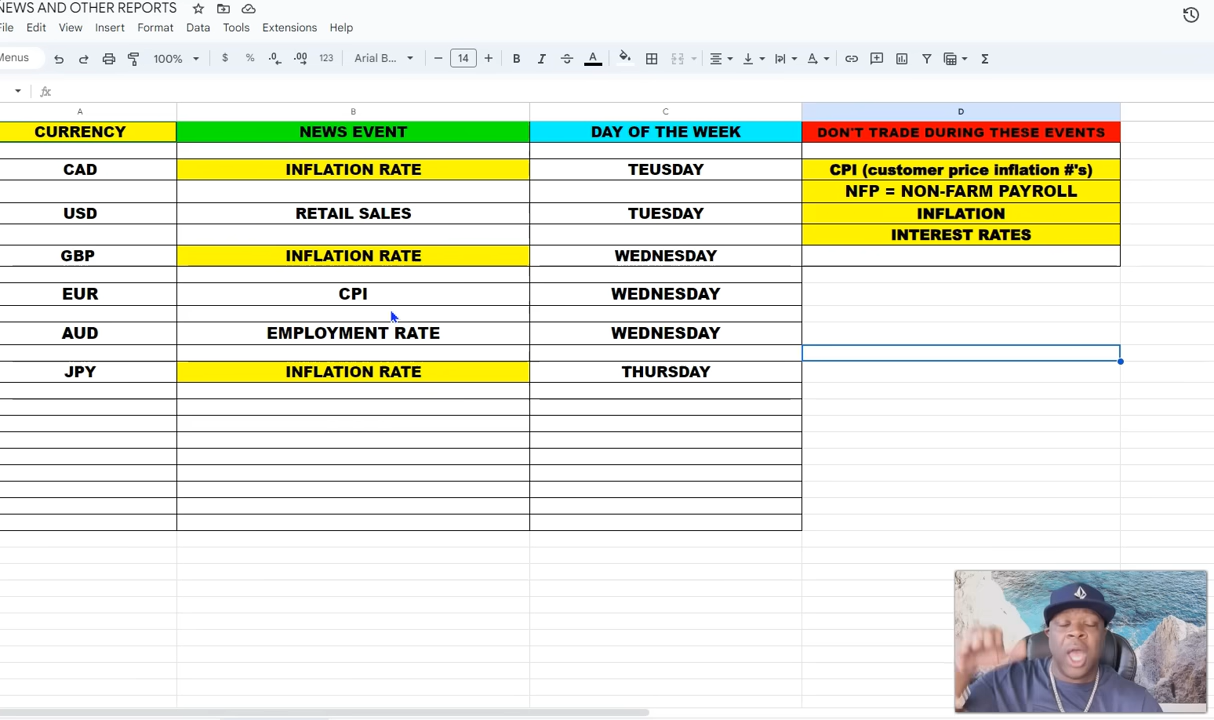 NEWS AND OTHER REPORTS
File Edit View Insert Format Data Tools Extensions Help
Menus 100% $ % .0 .00 123 Arial B... 14 B I A Σ
fx
A B C D
CURRENCY NEWS EVENT DAY OF THE WEEK DON'T TRADE DURING THESE EVENTS
CAD INFLATION RATE TEUSDAY CPI (customer price inflation #'s)
NFP = NON-FARM PAYROLL
USD RETAIL SALES TUESDAY INFLATION
INTEREST RATES
GBP INFLATION RATE WEDNESDAY
EUR CPI WEDNESDAY
AUD EMPLOYMENT RATE WEDNESDAY
JPY INFLATION RATE THURSDAY